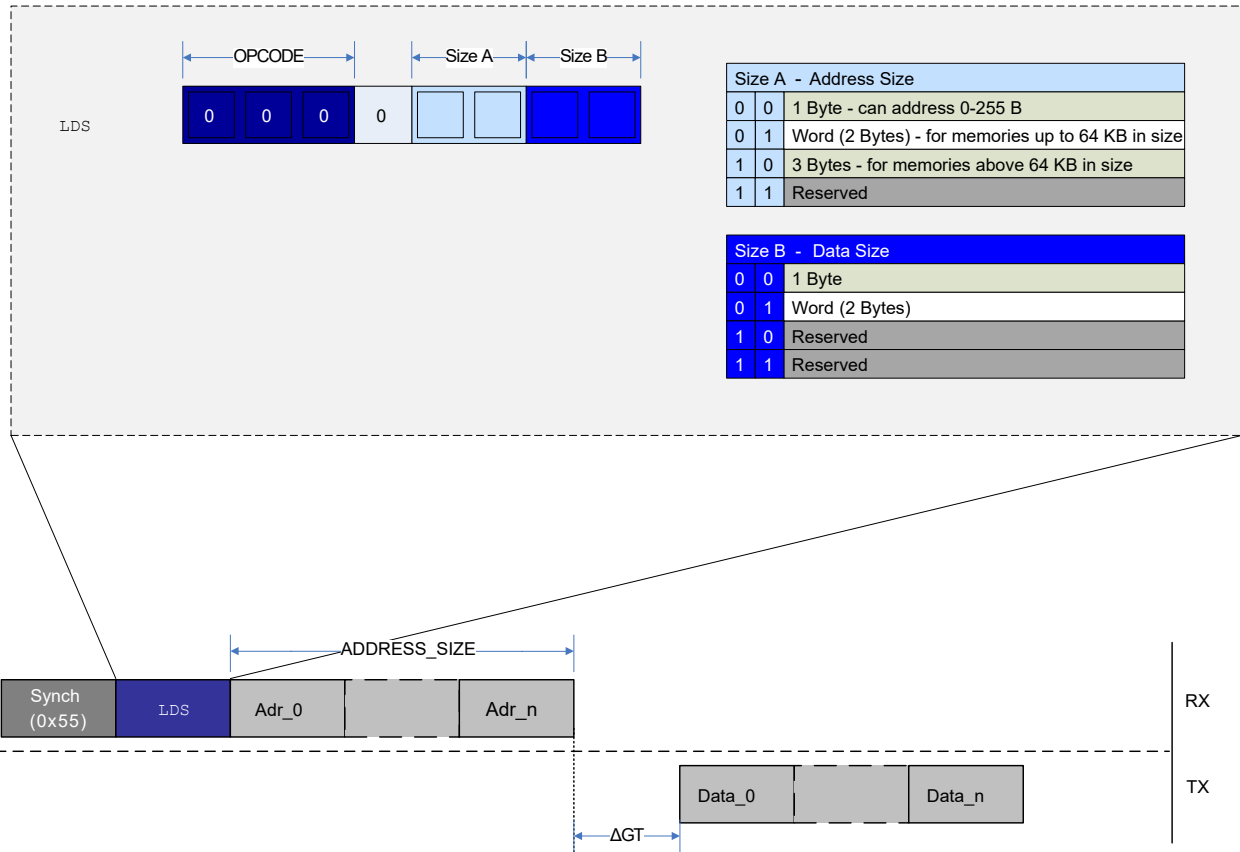 OPCODE Size A Size B
LDS 0 0 0 0
Size A - Address Size
0 0 1 Byte - can address 0-255 B
0 1 Word (2 Bytes) - for memories up to 64 KB in size
1 0 3 Bytes - for memories above 64 KB in size
1 1 Reserved
Size B - Data Size
0 0 1 Byte
0 1 Word (2 Bytes)
1 0 Reserved
1 1 Reserved
ADDRESS_SIZE
Synch
(0x55)
LDS
Adr_0
Adr_n
RX
Data_0
Data_n
TX
ΔGT